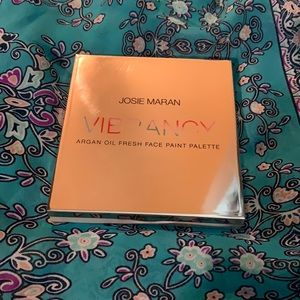 JOSIE MARAN
VIBRANCY
ARGAN OIL FRESH FACE PAINT PALETTE